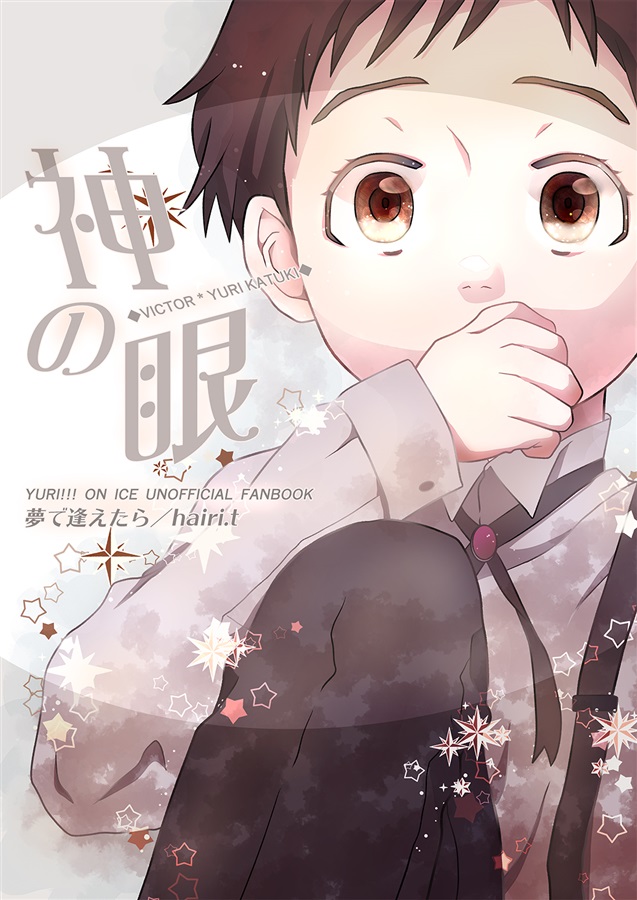 神の眼
◆VICTOR * YURI KATUKI◆
YURI!!! ON ICE UNOFFICIAL FANBOOK
夢で逢えたら／hairi.t